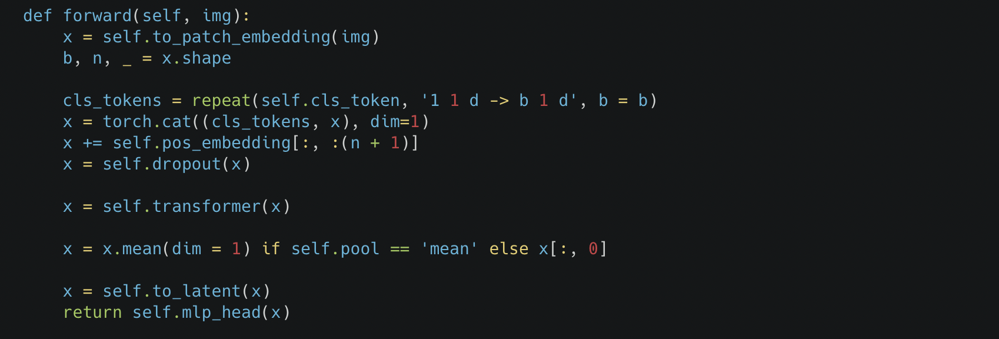 def forward(self, img):
    x = self.to_patch_embedding(img)
    b, n, _ = x.shape

    cls_tokens = repeat(self.cls_token, '1 1 d -> b 1 d', b = b)
    x = torch.cat((cls_tokens, x), dim=1)
    x += self.pos_embedding[:, :(n + 1)]
    x = self.dropout(x)

    x = self.transformer(x)

    x = x.mean(dim = 1) if self.pool == 'mean' else x[:, 0]

    x = self.to_latent(x)
    return self.mlp_head(x)